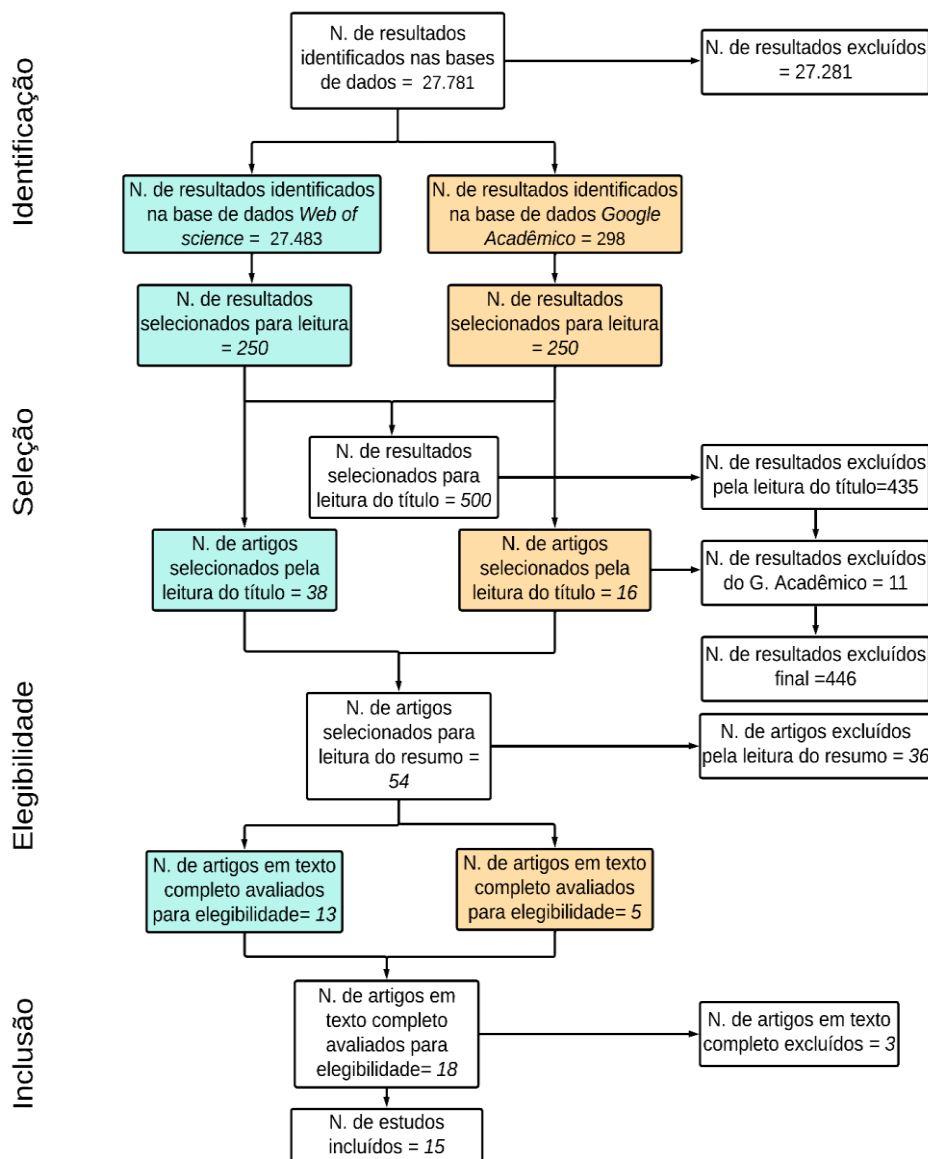 Identificação
N. de resultados
identificados nas bases
de dados = 27.781
N. de resultados excluídos
= 27.281
N. de resultados identificados
na base de dados Web of
science = 27.483
N. de resultados identificados
na base de dados Google
Acadêmico = 298
N. de resultados
selecionados para leitura
= 250
N. de resultados
selecionados para leitura
= 250
Seleção
N. de resultados
selecionados para
leitura do título = 500
N. de resultados excluídos
pela leitura do título=435
N. de artigos
selecionados pela
leitura do título = 38
N. de artigos
selecionados pela
leitura do título = 16
N. de resultados excluídos
do G. Acadêmico = 11
N. de resultados excluídos
final =446
Elegibilidade
N. de artigos
selecionados para
leitura do resumo =
54
N. de artigos excluídos
pela leitura do resumo = 36
N. de artigos em texto
completo avaliados
para elegibilidade= 13
N. de artigos em texto
completo avaliados
para elegibilidade= 5
Inclusão
N. de artigos em
texto completo
avaliados para
elegibilidade= 18
N. de artigos em texto
completo excluídos = 3
N. de estudos
incluídos = 15